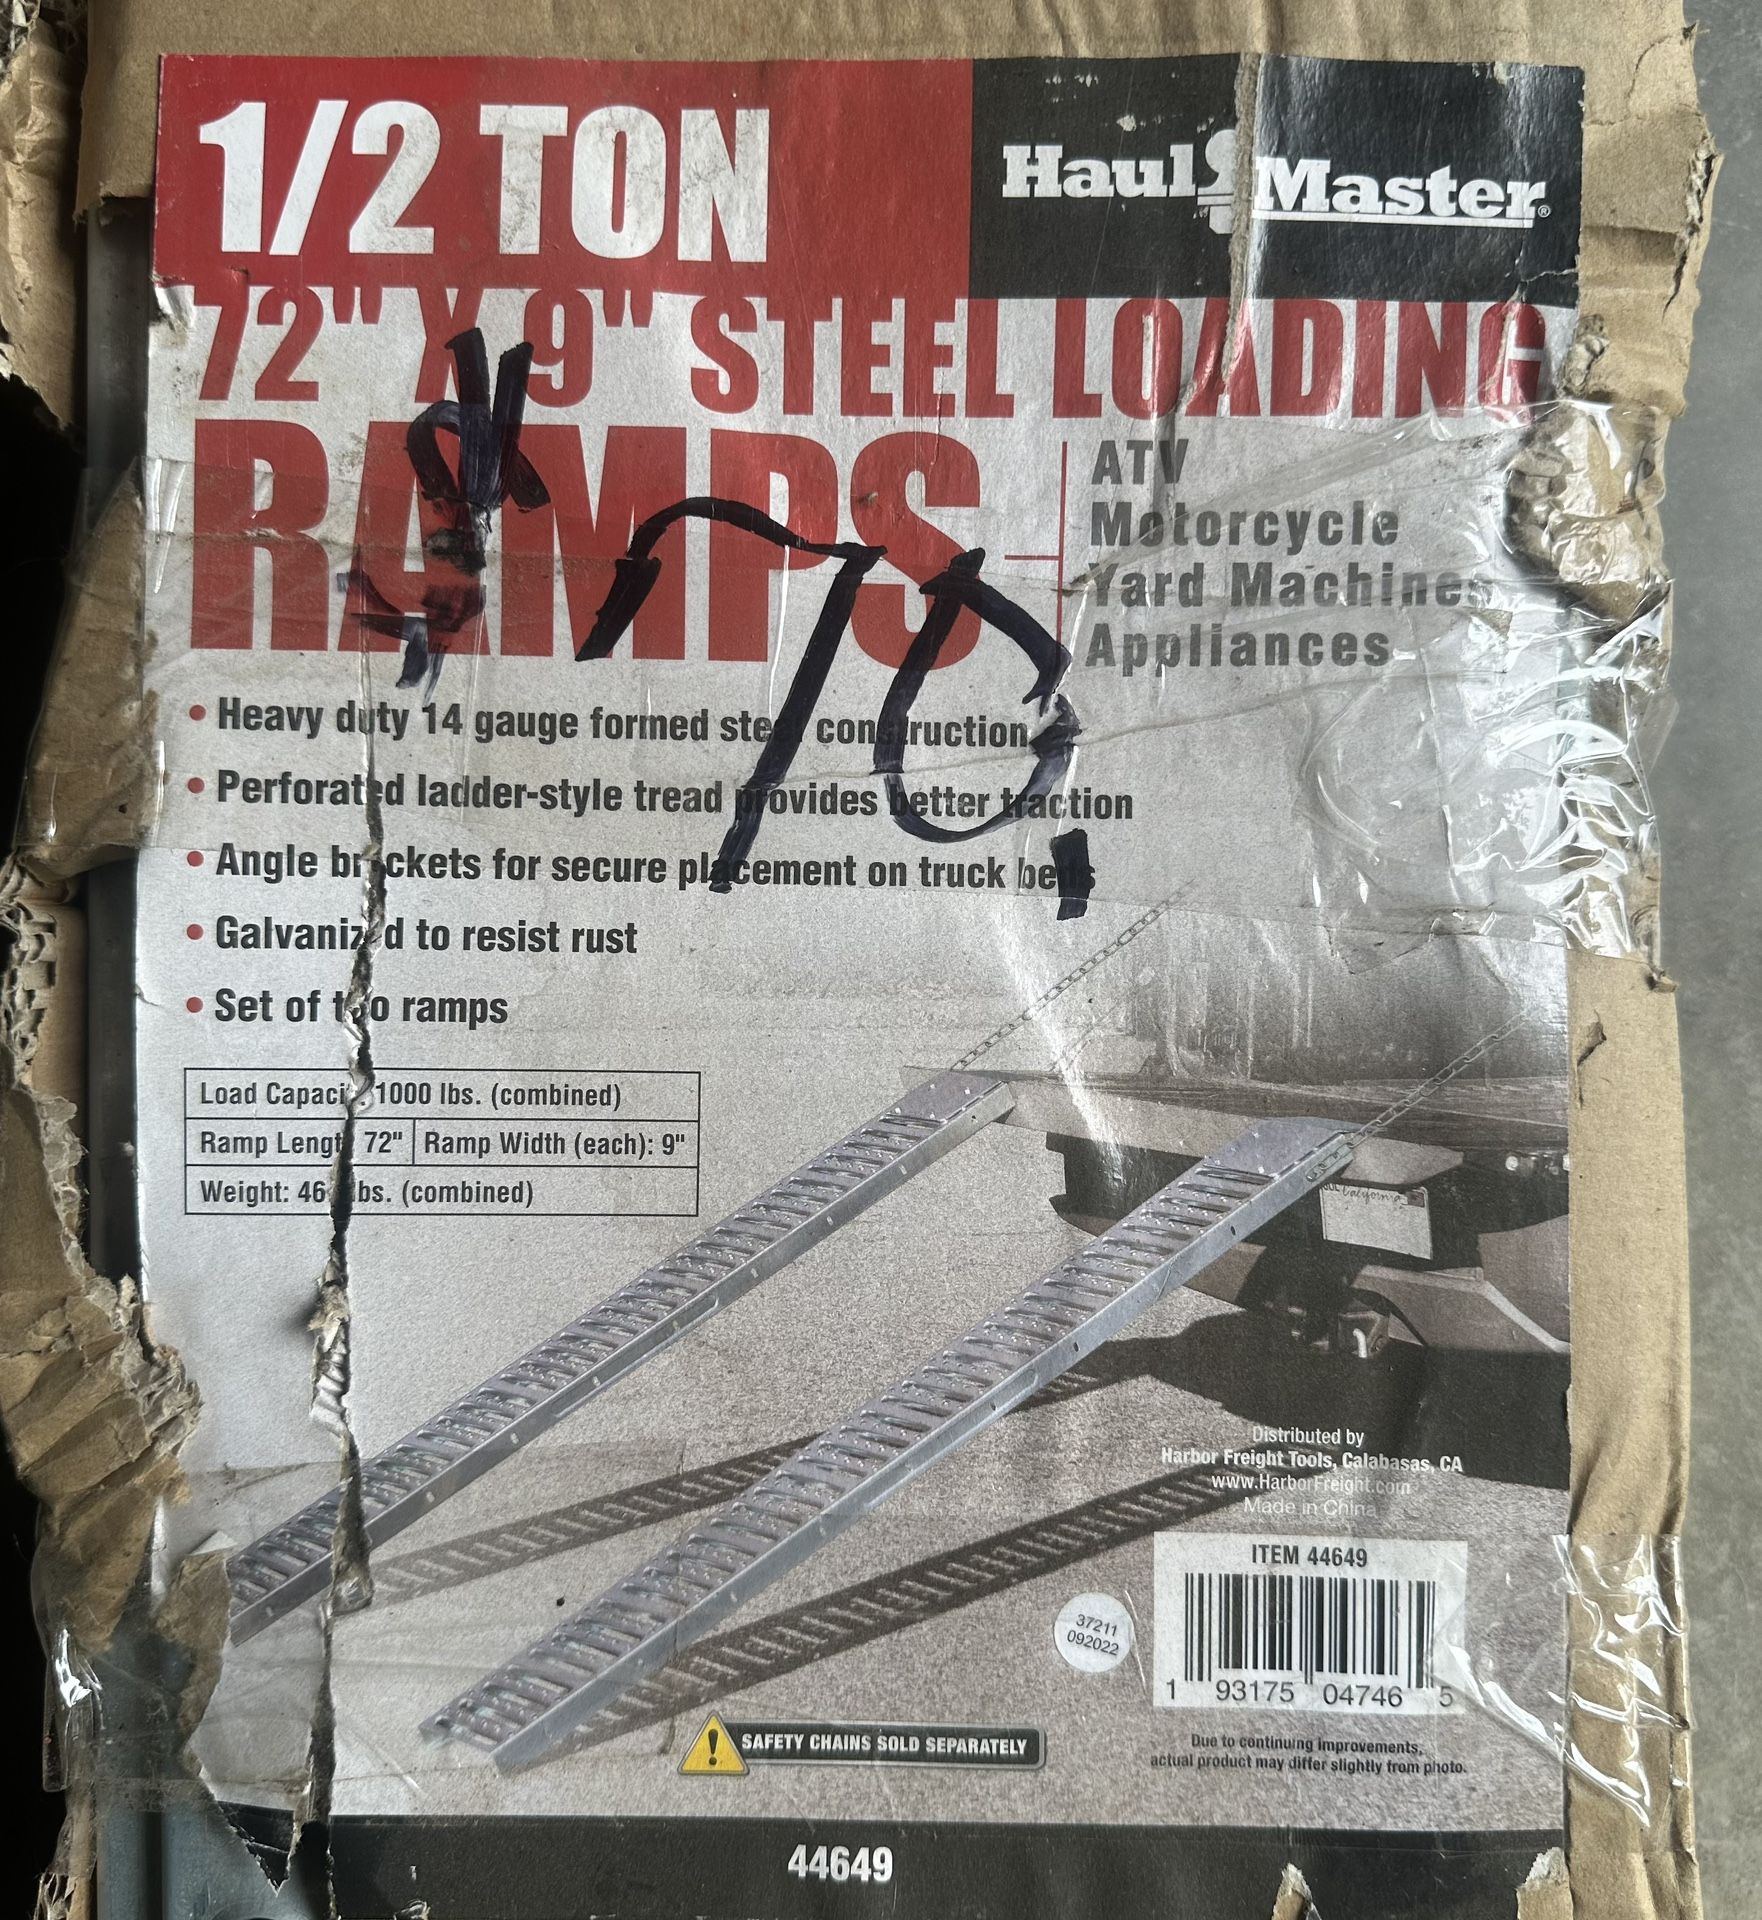 1/2 TON
Haul Master®
72" X 9" STEEL LOADING
RAMPS
ATV
Motorcycle
Yard Machines
Appliances
$70.
• Heavy duty 14 gauge formed steel construction
• Perforated ladder-style tread provides better traction
• Angle brackets for secure placement on truck beds
• Galvanized to resist rust
• Set of two ramps
Load Capacity: 1000 lbs. (combined)
Ramp Length: 72" Ramp Width (each): 9"
Weight: 46 lbs. (combined)
California
Distributed by
Harbor Freight Tools, Calabasas, CA
www.HarborFreight.com
Made in China
ITEM 44649
37211
092022
1 93175 04746 5
SAFETY CHAINS SOLD SEPARATELY
Due to continuing improvements,
actual product may differ slightly from photo.
44649